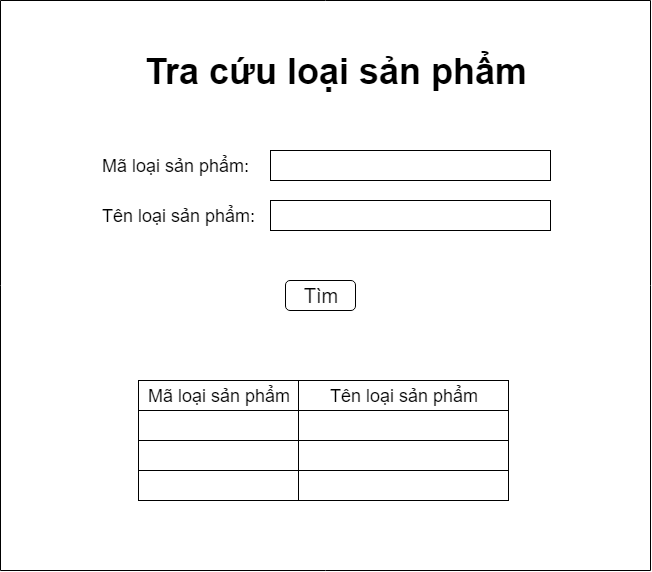 Tra cứu loại sản phẩm
Mã loại sản phẩm:
Tên loại sản phẩm:
Tìm
Mã loại sản phẩm Tên loại sản phẩm